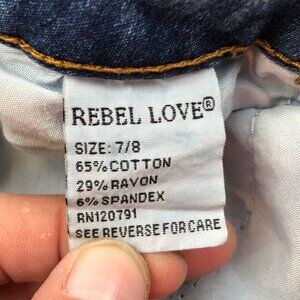 REBEL LOVE®
SIZE: 7/8
65% COTTON
29% RAYON
6% SPANDEX
RN120791
SEE REVERSE FOR CARE